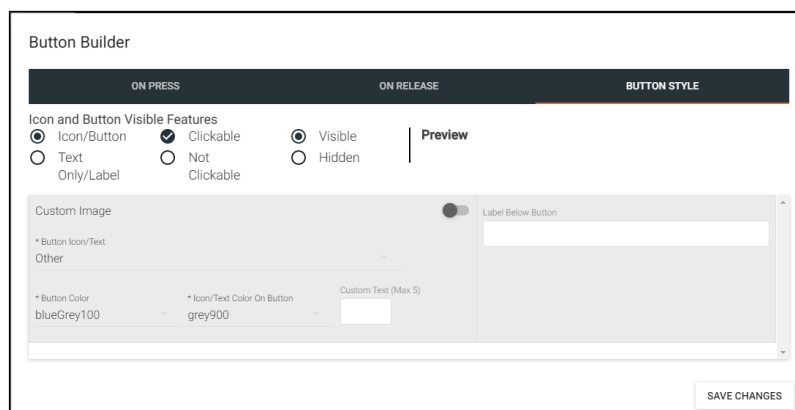 Button Builder
ON PRESS ON RELEASE BUTTON STYLE
Icon and Button Visible Features
Icon/Button Clickable Visible Preview
Text Not Hidden
Only/Label Clickable
Custom Image Label Below Button
* Button Icon/Text
Other
* Button Color * Icon/Text Color On Button Custom Text (Max 5)
blueGrey100 grey900
SAVE CHANGES